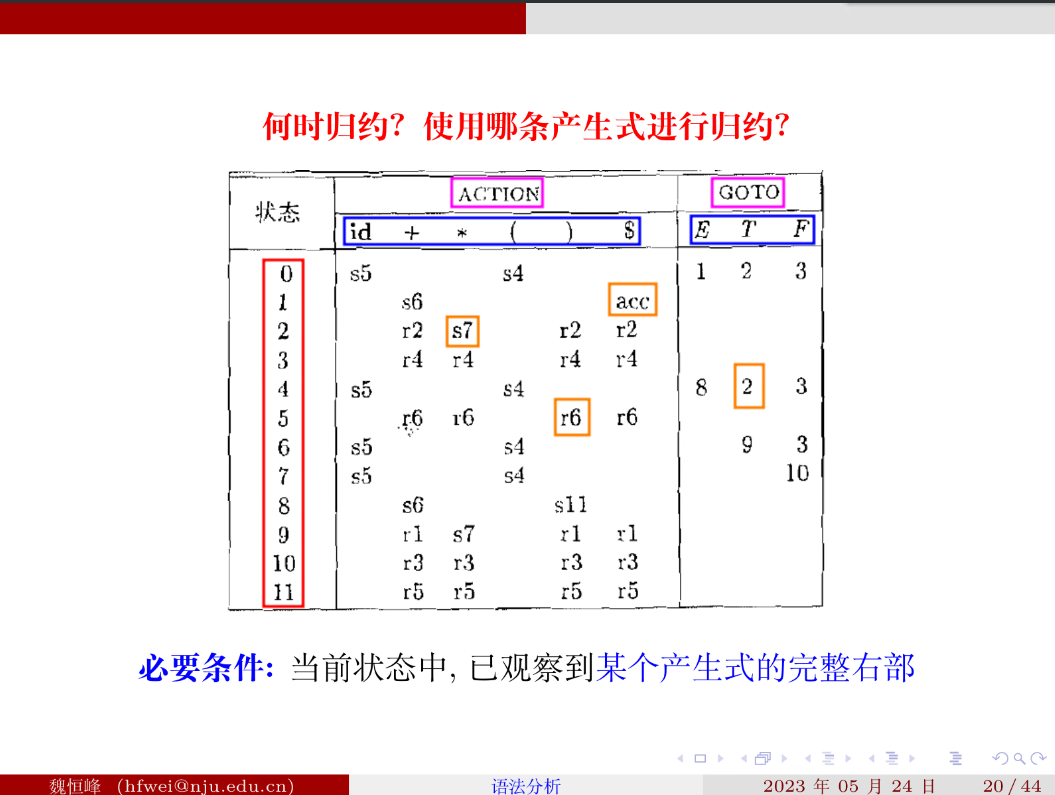 何时归约? 使用哪条产生式进行归约?
状态 ACTION GOTO
id + * ( ) $ E T F
0 s5 s4 1 2 3
1 s6 acc
2 r2 s7 r2 r2
3 r4 r4 r4 r4
4 s5 s4 8 2 3
5 r6 r6 r6 r6
6 s5 s4 9 3
7 s5 s4 10
8 s6 s11
9 r1 s7 r1 r1
10 r3 r3 r3 r3
11 r5 r5 r5 r5
必要条件: 当前状态中, 已观察到某个产生式的完整右部
魏恒峰 (hfwei@nju.edu.cn) 语法分析 2023 年 05 月 24 日 20 / 44